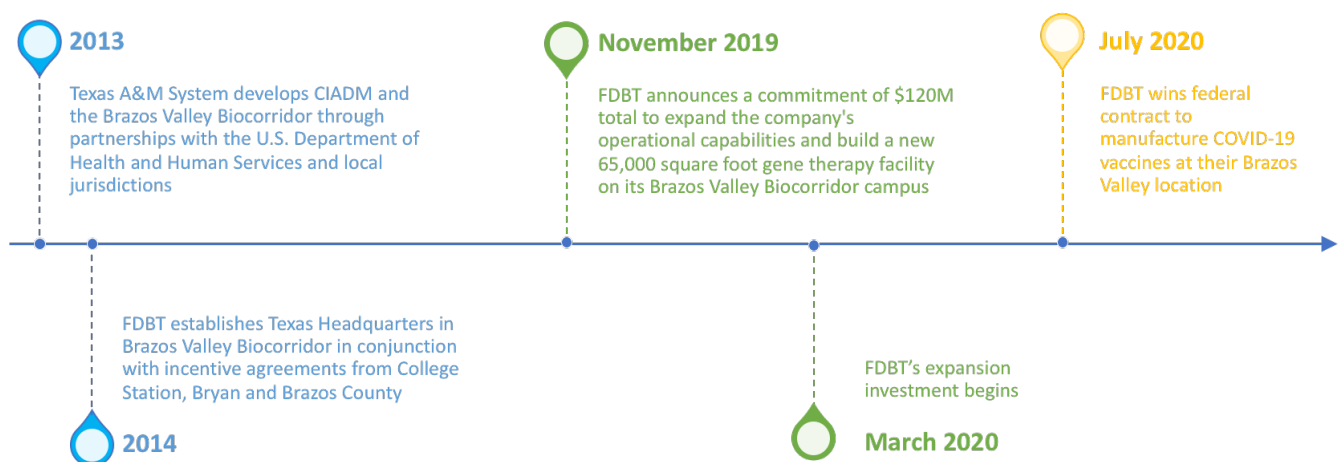 2013
Texas A&M System develops CIADM and
the Brazos Valley Biocorridor through
partnerships with the U.S. Department of
Health and Human Services and local
jurisdictions
November 2019
FDBT announces a commitment of $120M
total to expand the company's
operational capabilities and build a new
65,000 square foot gene therapy facility
on its Brazos Valley Biocorridor campus
July 2020
FDBT wins federal
contract to
manufacture COVID-19
vaccines at their Brazos
Valley location
FDBT establishes Texas Headquarters in
Brazos Valley Biocorridor in conjunction
with incentive agreements from College
Station, Bryan and Brazos County
2014
FDBT’s expansion
investment begins
March 2020